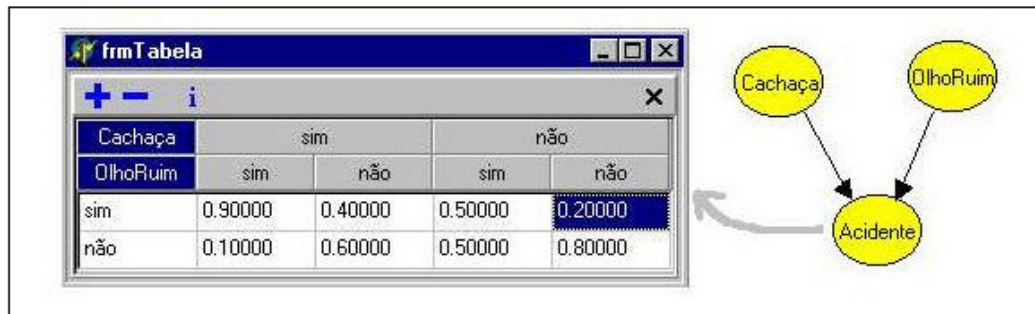 frmTabela
i
Cachaça sim não
OlhoRuim sim não sim não
sim 0.90000 0.40000 0.50000 0.20000
não 0.10000 0.60000 0.50000 0.80000
Cachaça OlhoRuim
Acidente